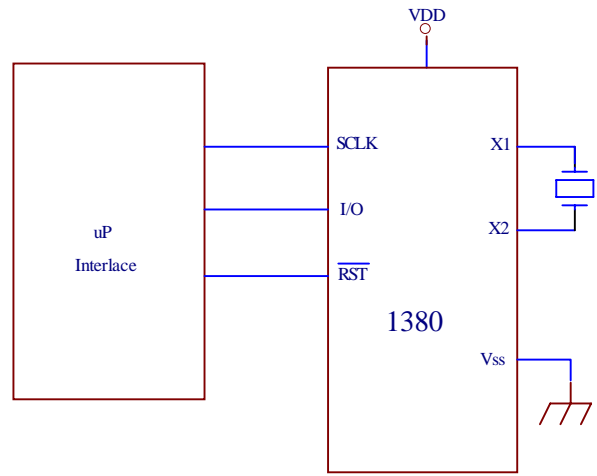 VDD
SCLK
X1
I/O
X2
uP
Interlace
RST
1380
Vss